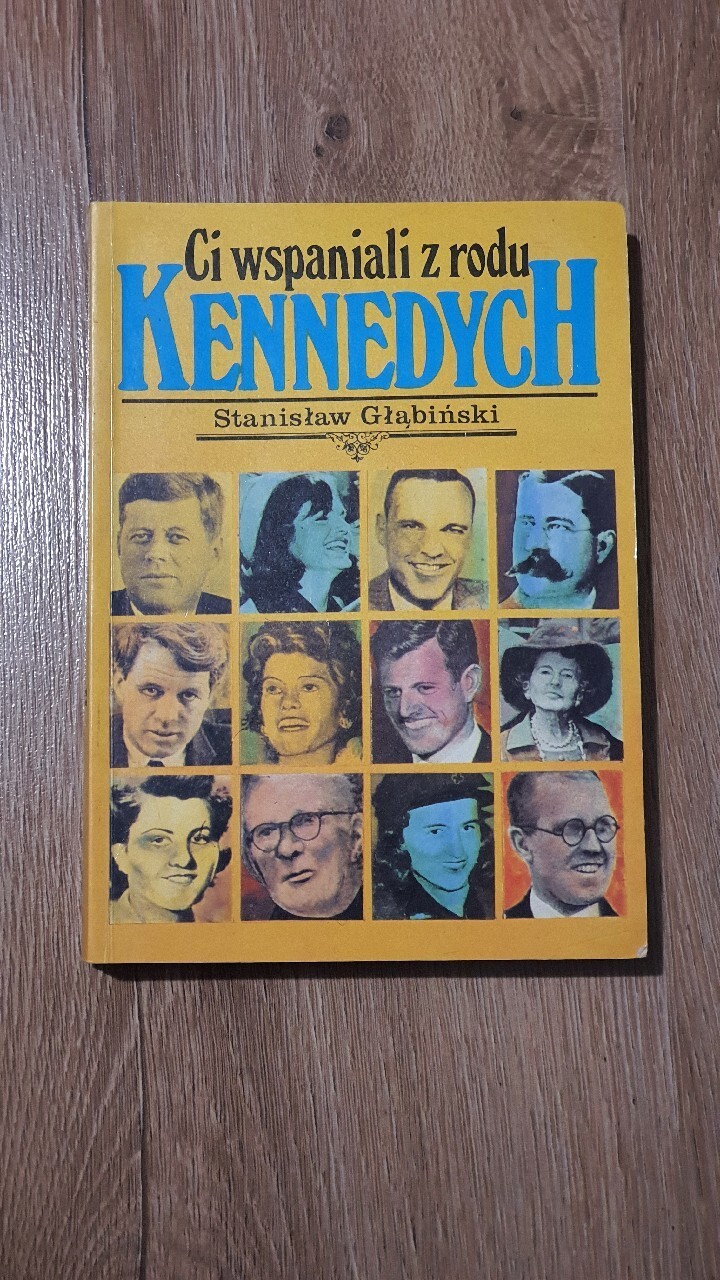 Ci wspaniali z rodu
KENNEDYCH
Stanisław Głąbiński